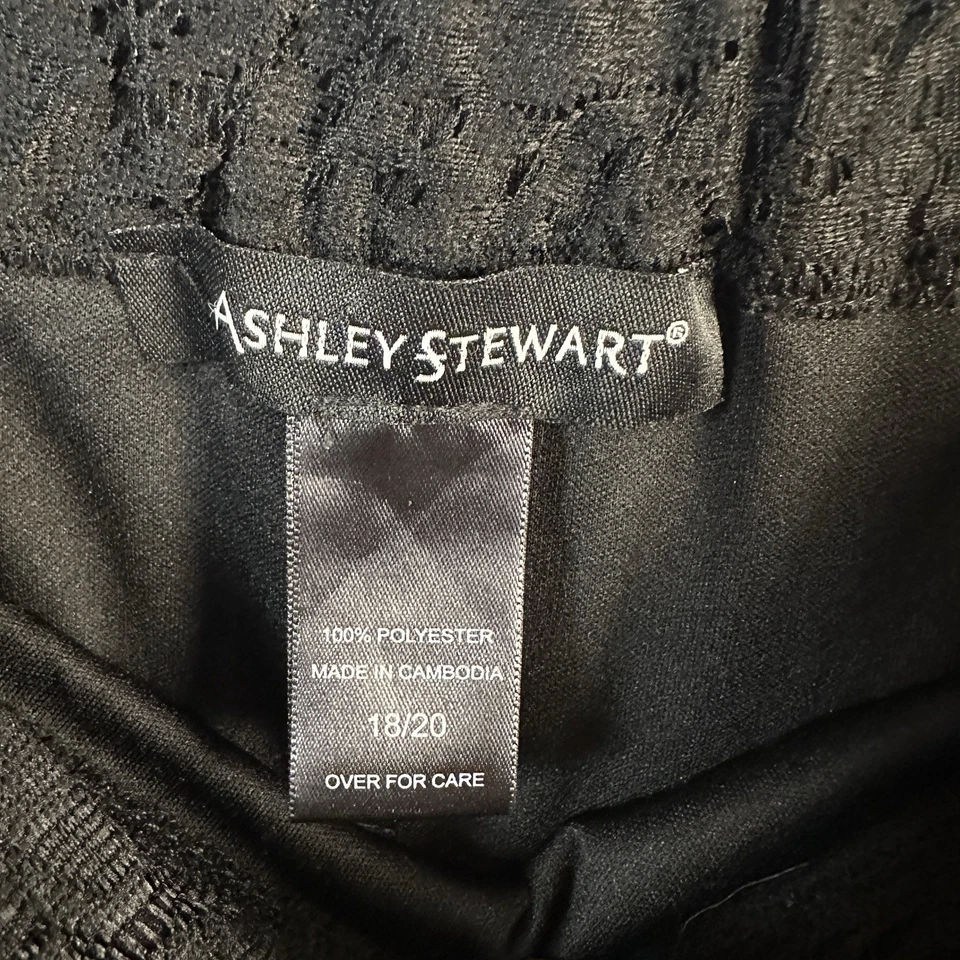 ASHLEY STEWART®
100% POLYESTER
MADE IN CAMBODIA
18/20
OVER FOR CARE